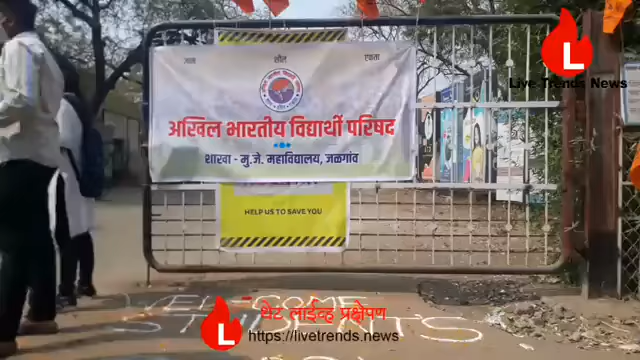 ज्ञान शील एकता
अखिल भारतीय विद्यार्थी परिषद
शाखा - मु.जे. महाविद्यालय, जळगांव
HELP US TO SAVE YOU
WELCOME
STUDENTS
L
Live Trends News
L
थेट लाईव्ह प्रक्षेपण
https://livetrends.news